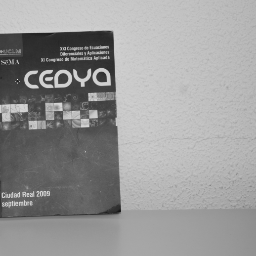 XXI Congreso de Ecuaciones
Diferenciales y Aplicaciones
XI Congreso de Matemática Aplicada
SeMA
CEDYA
Ciudad Real 2009
septiembre